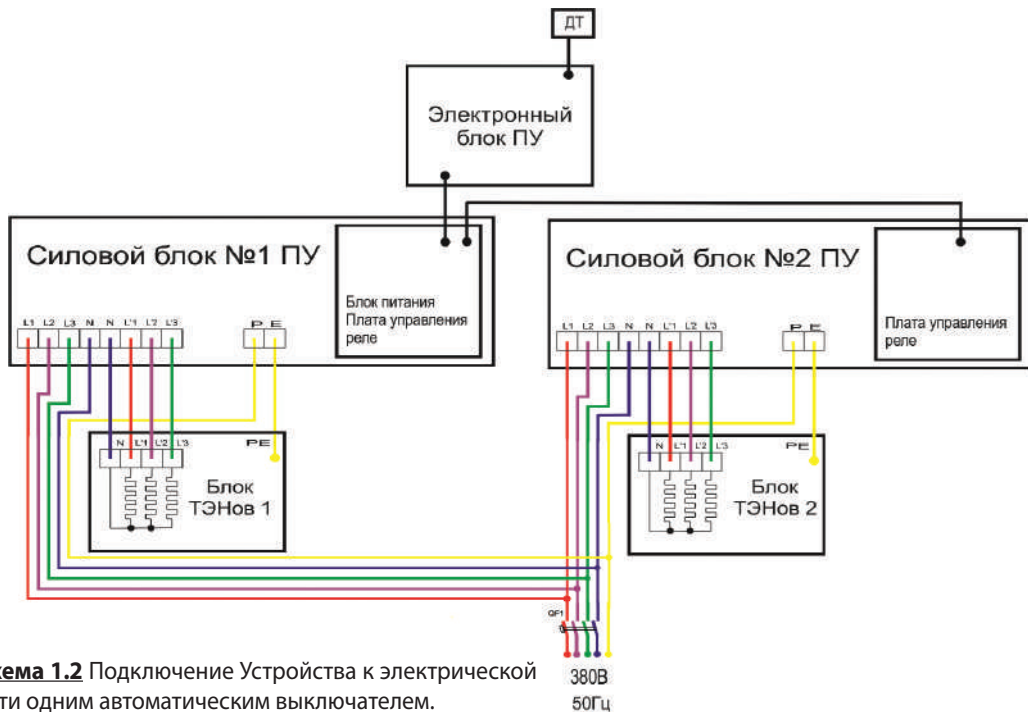 ДТ
Электронный
блок ПУ
Силовой блок №1 ПУ
Блок питания
Плата управления
реле
L1 L2 L3 N N L'1 L'2 L'3
P E
N L'1 L'2 L'3
PE
Блок
ТЭНов 1
Силовой блок №2 ПУ
Плата управления
реле
L1 L2 L3 N N L'1 L'2 L'3
P E
N L'1 L'2 L'3
PE
Блок
ТЭНов 2
QF1
380В
50Гц
хема 1.2 Подключение Устройства к электрической
ти одним автоматическим выключателем.